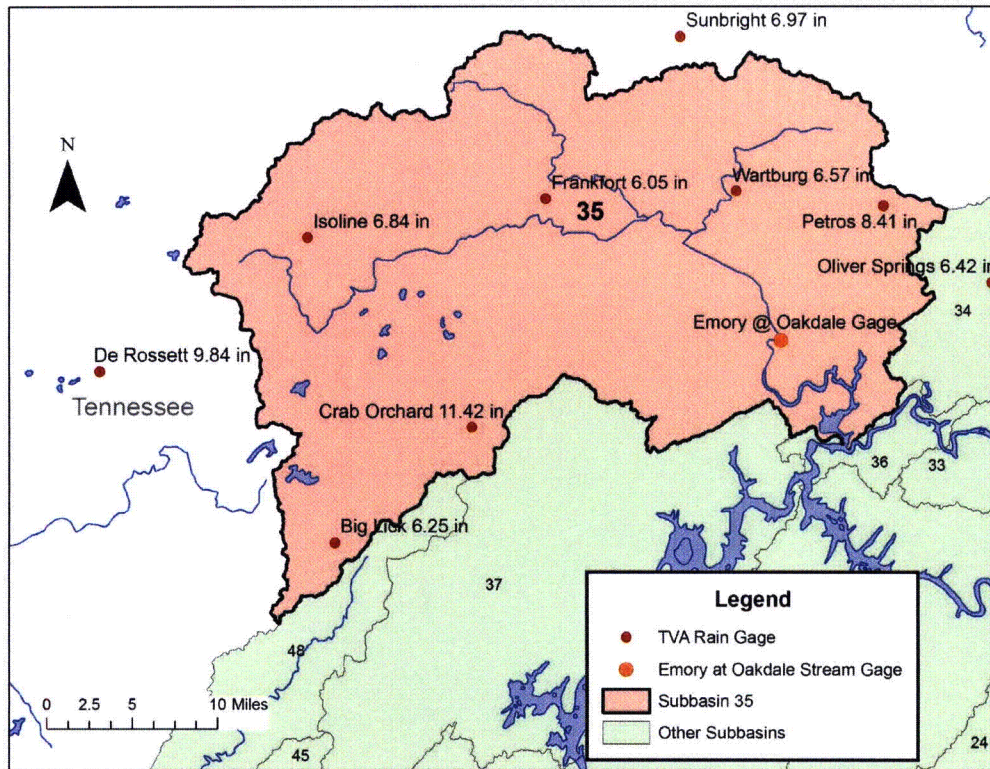 Sunbright 6.97 in
N
Frankfort 6.05 in
35
Wartburg 6.57 in
Petros 8.41 in
Isoline 6.84 in
Oliver Springs 6.42 in
34
Emory @ Oakdale Gage
De Rossett 9.84 in
Tennessee
Crab Orchard 11.42 in
36
33
Big Lick 6.25 in
37
48
45
24
0 2.5 5 10 Miles
Legend
TVA Rain Gage
Emory at Oakdale Stream Gage
Subbasin 35
Other Subbasins